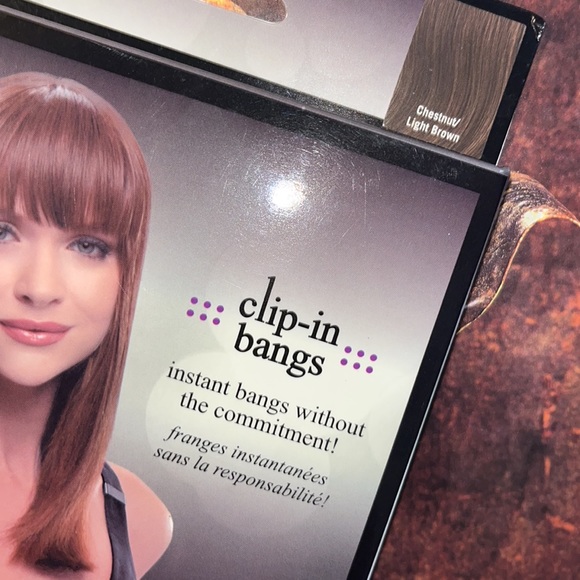 Chestnut/
Light Brown
clip-in
bangs
instant bangs without
the commitment!
franges instantanées
sans la responsabilité!